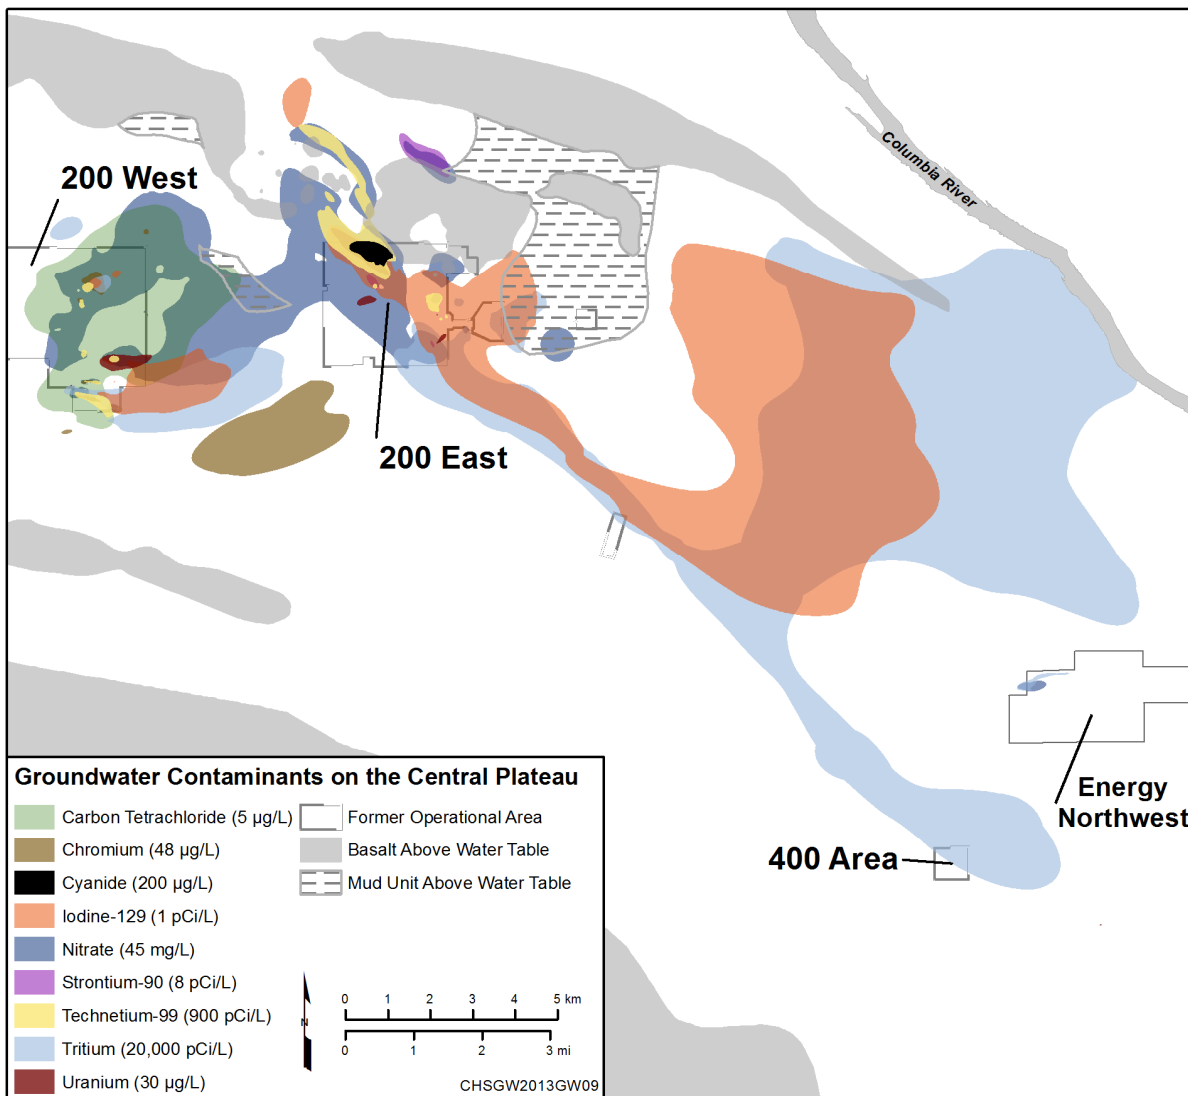 Columbia River
200 West
200 East
400 Area
Energy
Northwest
Groundwater Contaminants on the Central Plateau
Carbon Tetrachloride (5 µg/L)
Chromium (48 µg/L)
Cyanide (200 µg/L)
Iodine-129 (1 pCi/L)
Nitrate (45 mg/L)
Strontium-90 (8 pCi/L)
Technetium-99 (900 pCi/L)
Tritium (20,000 pCi/L)
Uranium (30 µg/L)
Former Operational Area
Basalt Above Water Table
Mud Unit Above Water Table
N
0 1 2 3 4 5 km
0 1 2 3 mi
CHSGW2013GW09